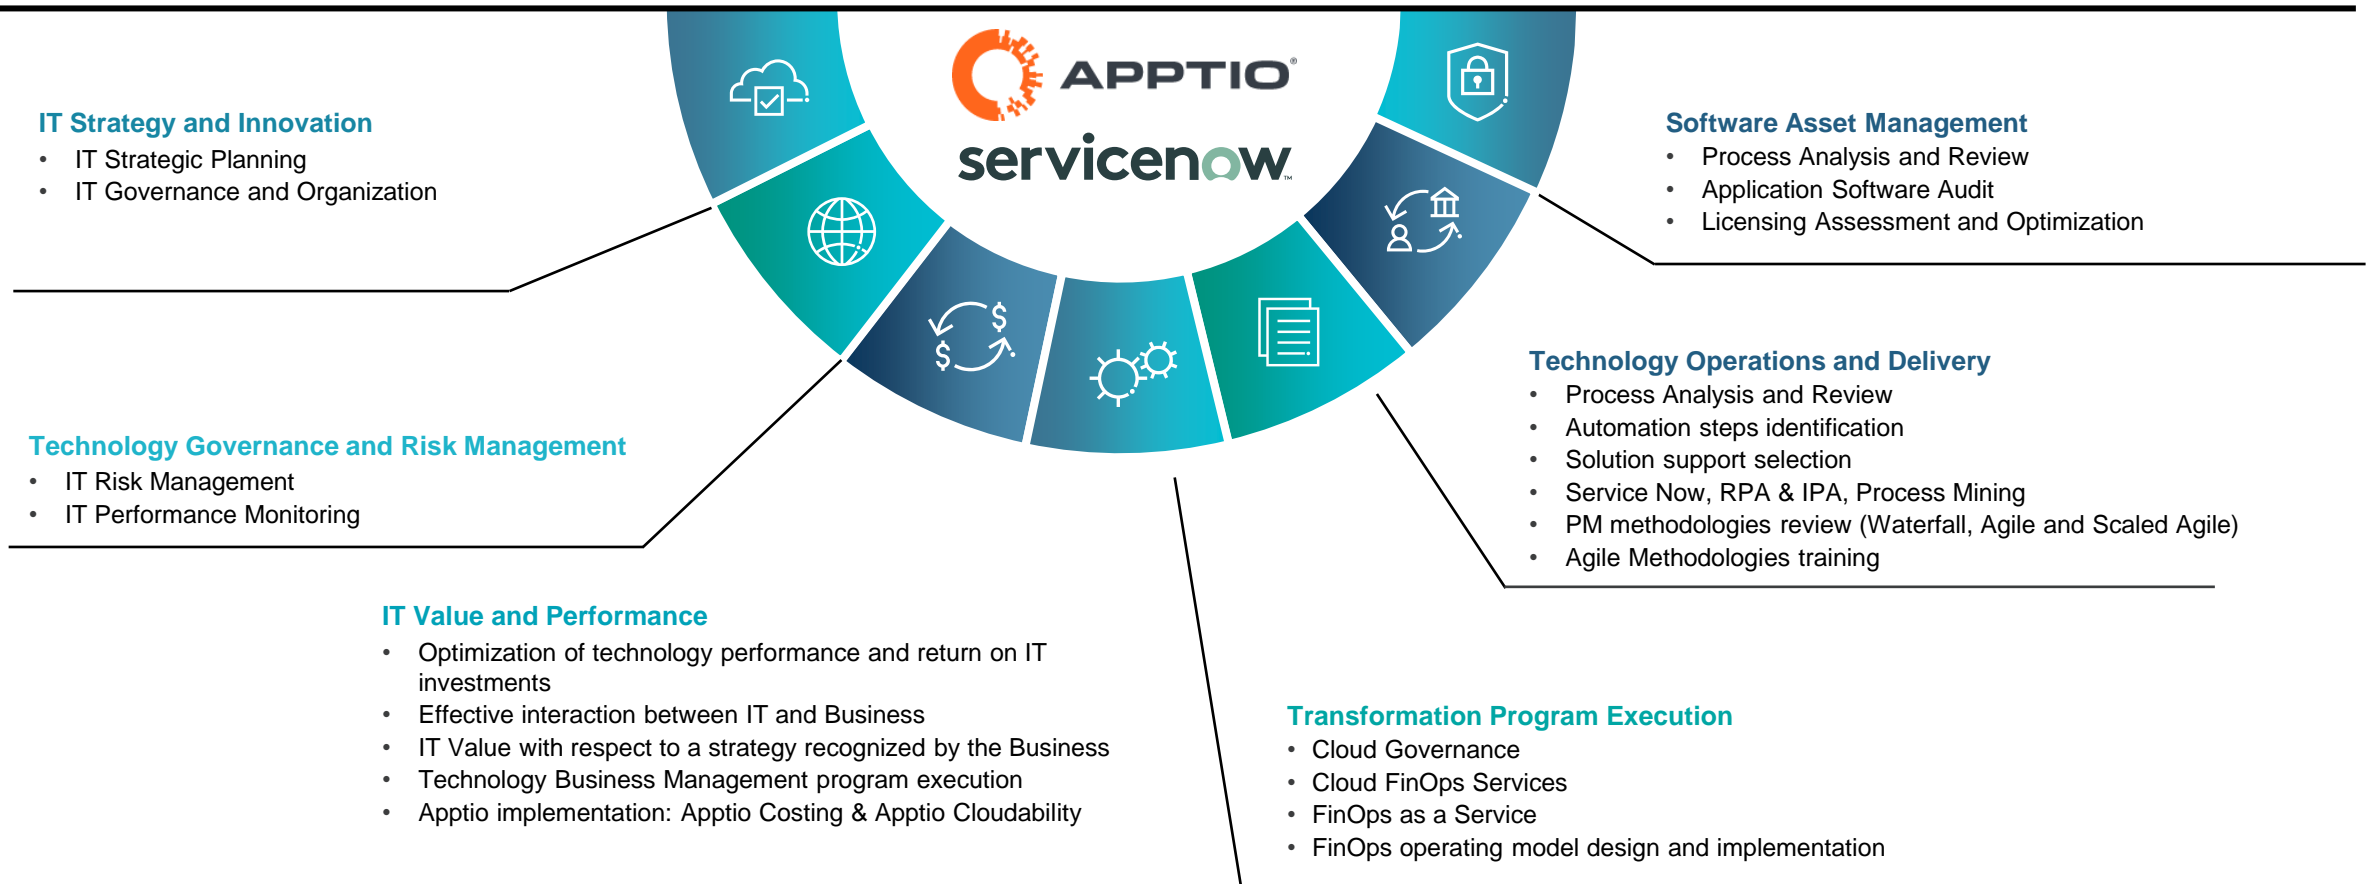 APPTIO®
servicenow™
IT Strategy and Innovation
• IT Strategic Planning
• IT Governance and Organization
Technology Governance and Risk Management
• IT Risk Management
• IT Performance Monitoring
IT Value and Performance
• Optimization of technology performance and return on IT
investments
• Effective interaction between IT and Business
• IT Value with respect to a strategy recognized by the Business
• Technology Business Management program execution
• Apptio implementation: Apptio Costing & Apptio Cloudability
Software Asset Management
• Process Analysis and Review
• Application Software Audit
• Licensing Assessment and Optimization
Technology Operations and Delivery
• Process Analysis and Review
• Automation steps identification
• Solution support selection
• Service Now, RPA & IPA, Process Mining
• PM methodologies review (Waterfall, Agile and Scaled Agile)
• Agile Methodologies training
Transformation Program Execution
• Cloud Governance
• Cloud FinOps Services
• FinOps as a Service
• FinOps operating model design and implementation